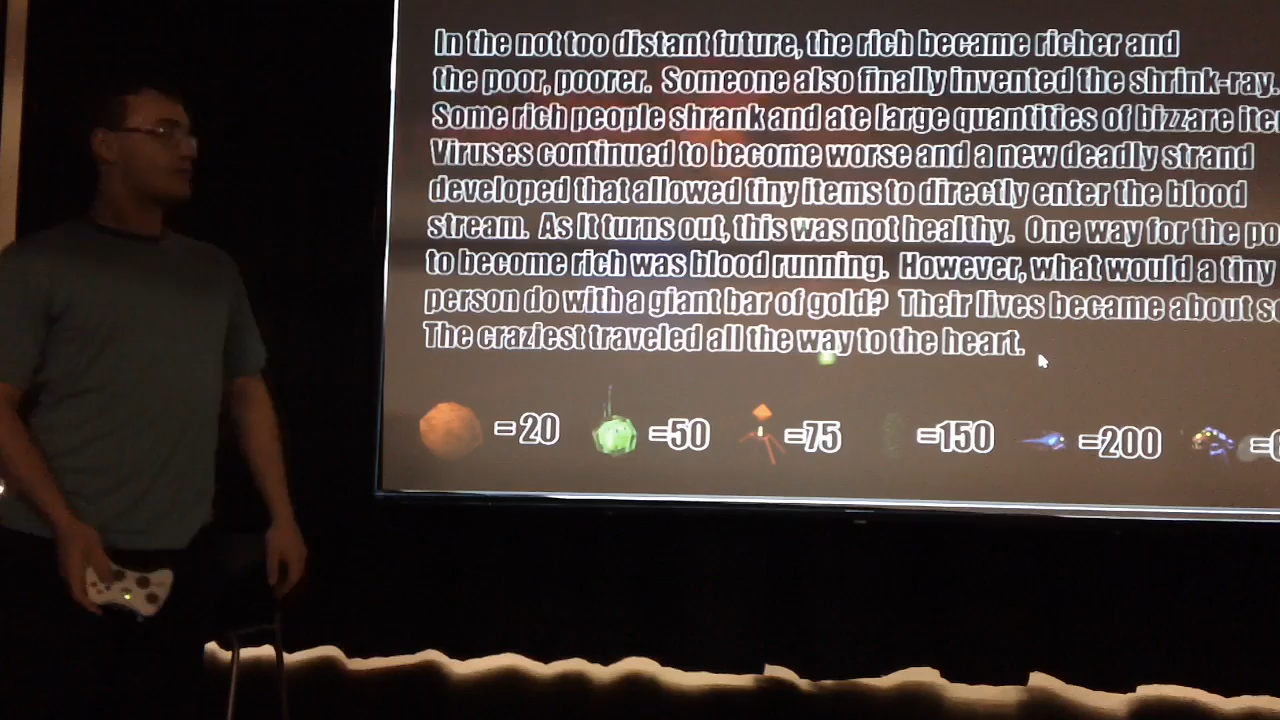 In the not too distant future, the rich became richer and
the poor, poorer. Someone also finally invented the shrink-ray.
Some rich people shrank and ate large quantities of bizzare
Viruses continued to become worse and a new deadly strand
developed that allowed tiny items to directly enter the blood
stream. As It turns out, this was not healthy. One way for the
to become rich was blood running. However, what would a tiny
person do with a giant bar of gold? Their lives became about
The craziest traveled all the way to the heart.
=20 =50 =75 =150 =200